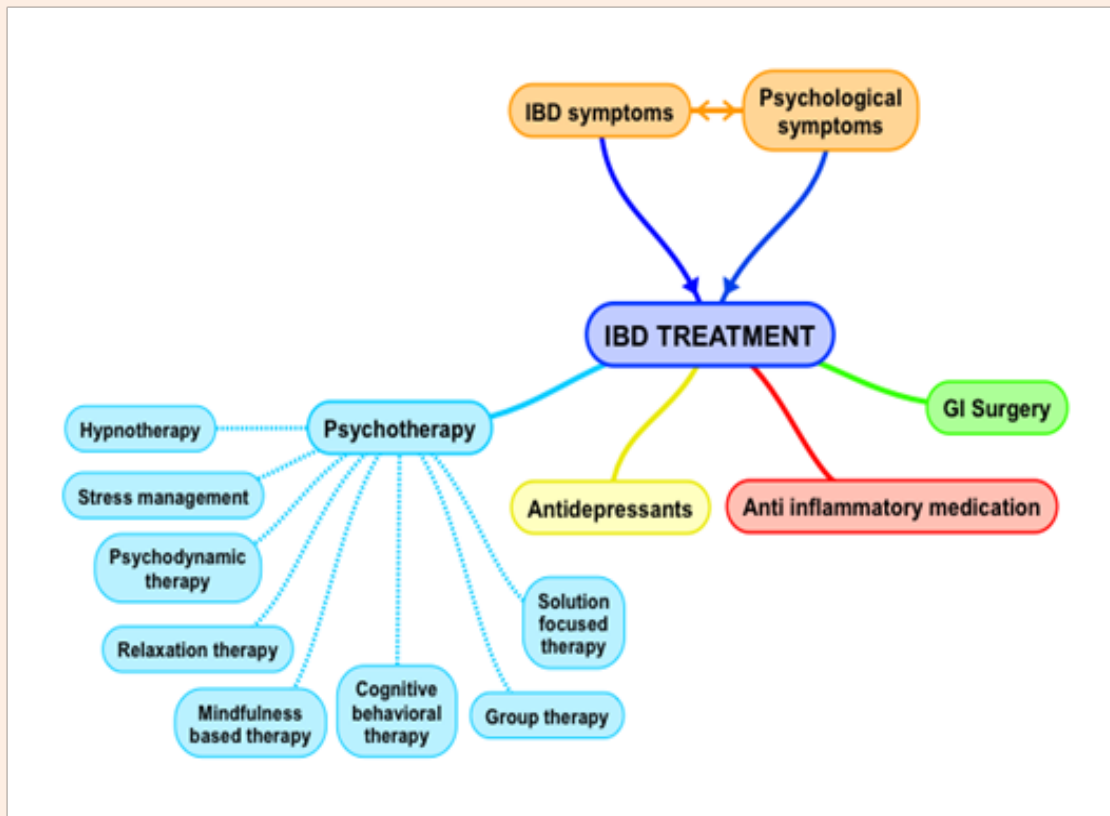 IBD symptoms
Psychological
symptoms
IBD TREATMENT
GI Surgery
Psychotherapy
Hypnotherapy
Antidepressants
Anti inflammatory medication
Stress management
Psychodynamic
therapy
Solution
focused
therapy
Relaxation therapy
Mindfulness
based therapy
Cognitive
behavioral
therapy
Group therapy